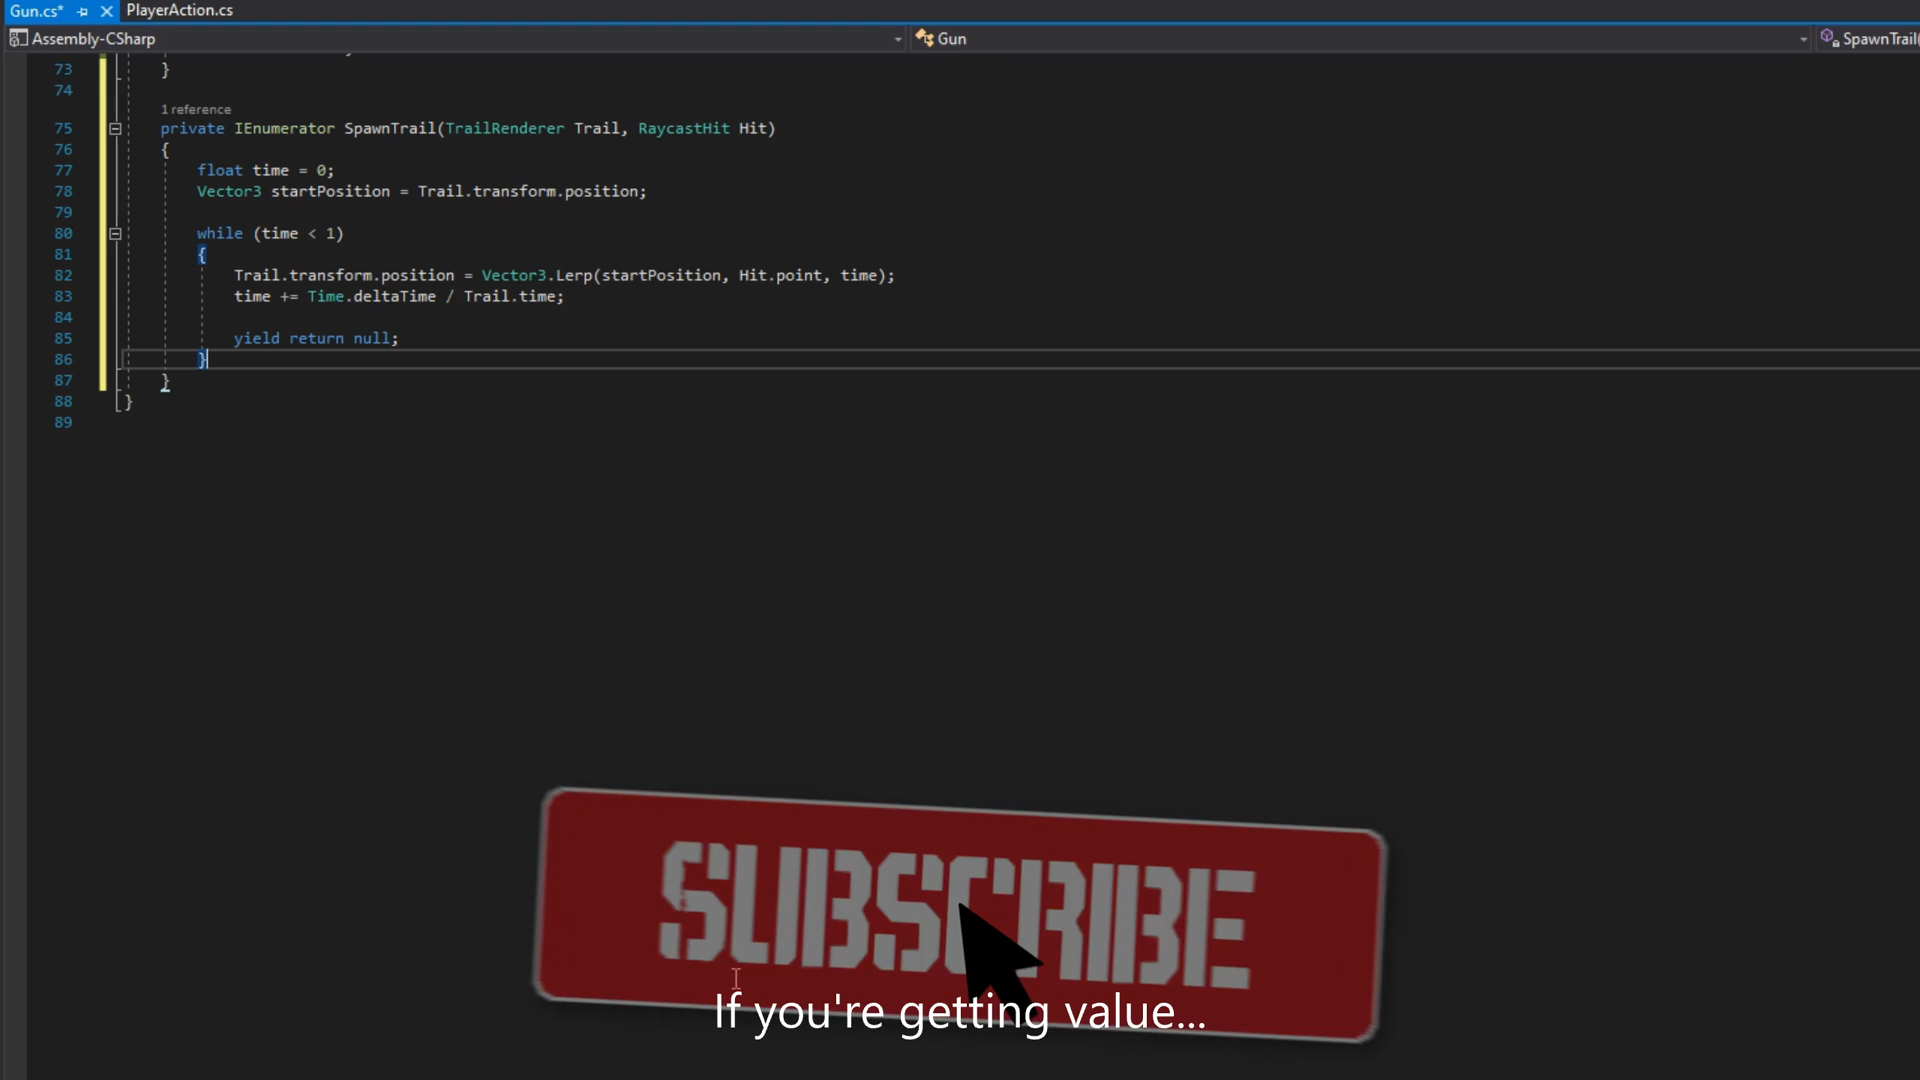 Gun.cs* PlayerAction.cs
Assembly-CSharp Gun SpawnTrail(
73 }
74
1 reference
75 private IEnumerator SpawnTrail(TrailRenderer Trail, RaycastHit Hit)
76 {
77 float time = 0;
78 Vector3 startPosition = Trail.transform.position;
79
80 while (time < 1)
81 {
82 Trail.transform.position = Vector3.Lerp(startPosition, Hit.point, time);
83 time += Time.deltaTime / Trail.time;
84
85 yield return null;
86 }
87 }
88 }
89
SUBSCRIBE
If you're getting value...